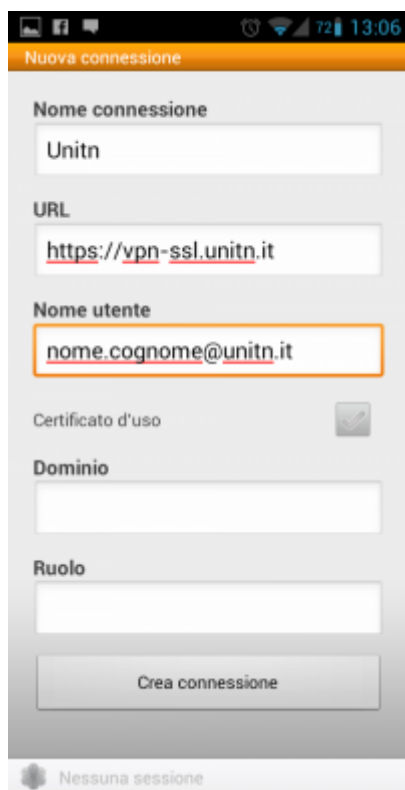 72 13:06
Nuova connessione
Nome connessione
Unitn
URL
https://vpn-ssl.unitn.it
Nome utente
nome.cognome@unitn.it
Certificato d'uso
Dominio
Ruolo
Crea connessione
Nessuna sessione